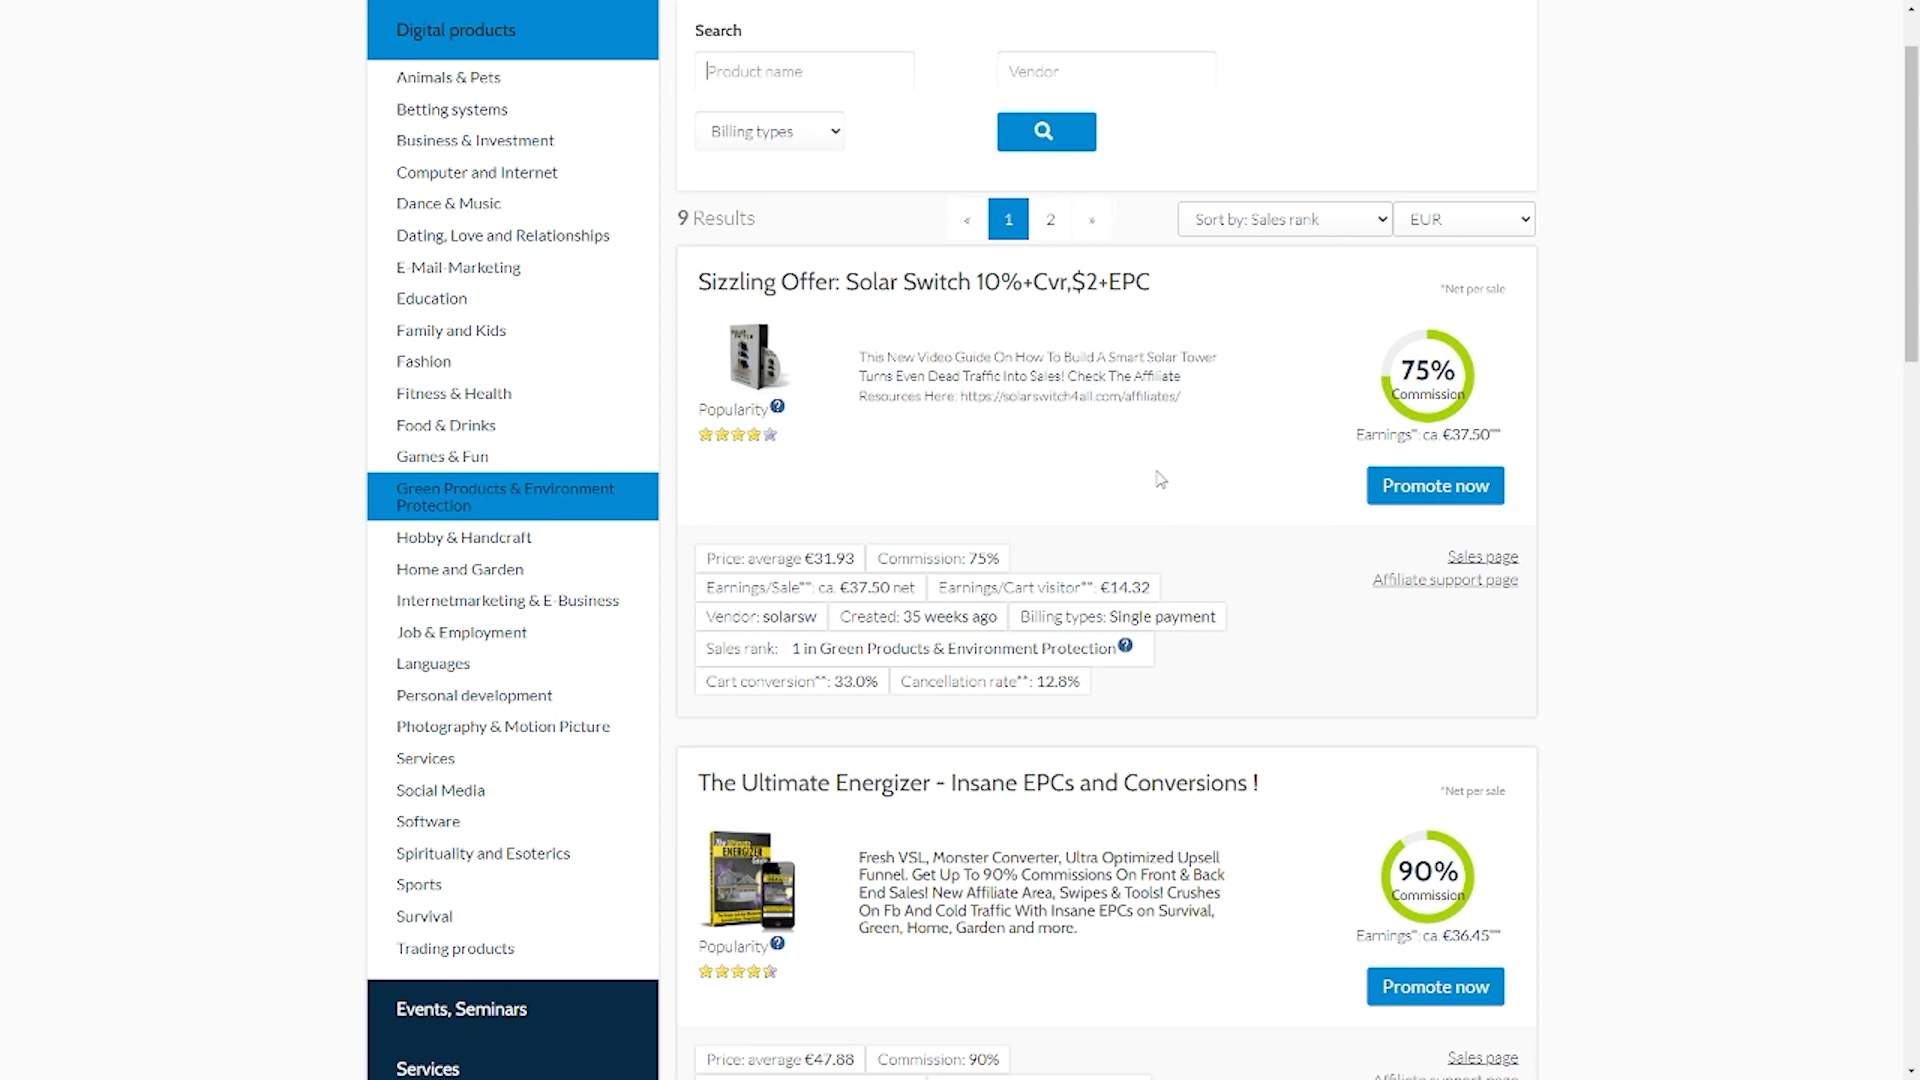 Digital products
Animals & Pets
Betting systems
Business & Investment
Computer and Internet
Dance & Music
Dating, Love and Relationships
E-Mail-Marketing
Education
Family and Kids
Fashion
Fitness & Health
Food & Drinks
Games & Fun
Green Products & Environment
Protection
Hobby & Handcraft
Home and Garden
Internetmarketing & E-Business
Job & Employment
Languages
Personal development
Photography & Motion Picture
Services
Social Media
Software
Spirituality and Esoterics
Sports
Survival
Trading products
Events, Seminars
Services
Search
Product name
Vendor
Billing types
9 Results
« 1 2 »
Sort by: Sales rank
EUR
Sizzling Offer: Solar Switch 10%+Cvr,$2+EPC
*Net per sale
This New Video Guide On How To Build A Smart Solar Tower
Turns Even Dead Traffic Into Sales! Check The Affiliate
Resources Here: https://solarswitch4all.com/affiliates/
Popularity
75%
Commission
Earnings**: ca. €37.50***
Promote now
Price: average €31.93
Commission: 75%
Earnings/Sale**: ca. €37.50 net
Earnings/Cart visitor**: €14.32
Vendor: solarsw
Created: 35 weeks ago
Billing types: Single payment
Sales rank: 1 in Green Products & Environment Protection
Cart conversion**: 33.0%
Cancellation rate**: 12.8%
Sales page
Affiliate support page
The Ultimate Energizer - Insane EPCs and Conversions !
*Net per sale
The Ultimate
ENERGIZER
Fresh VSL, Monster Converter, Ultra Optimized Upsell
Funnel. Get Up To 90% Commissions On Front & Back
End Sales! New Affiliate Area, Swipes & Tools! Crushes
On Fb And Cold Traffic With Insane EPCs on Survival,
Green, Home, Garden and more.
Popularity
90%
Commission
Earnings**: ca. €36.45***
Promote now
Price: average €47.88
Commission: 90%
Sales page
Affiliate support page